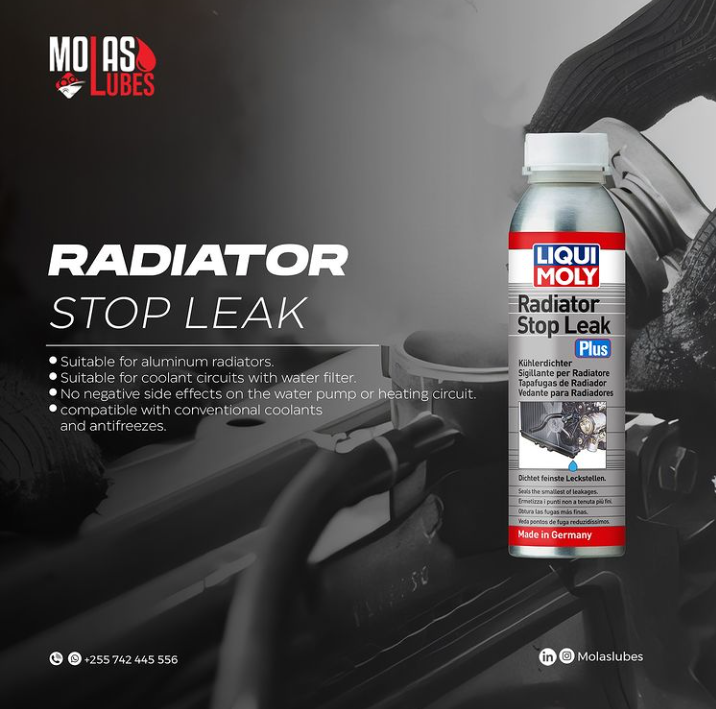 MOLAS
LUBES
RADIATOR
STOP LEAK
Suitable for aluminum radiators.
Suitable for coolant circuits with water filter.
No negative side effects on the water pump or heating circuit.
compatible with conventional coolants
and antifreezes.
LIQUI
MOLY
Radiator
Stop Leak
Plus
Kühlerdichter
Sigillante per Radiatore
Tapafugas de Radiador
Vedante para Radiadores
Dichtet feinste Leckstellen.
Seals the smallest of leakages.
Ermetizza i punti non a tenuta più fini.
Obtura las fugas más finas.
Veda pontos de fuga reduzidíssimos.
Made in Germany
+255 742 445 556
Molaslubes